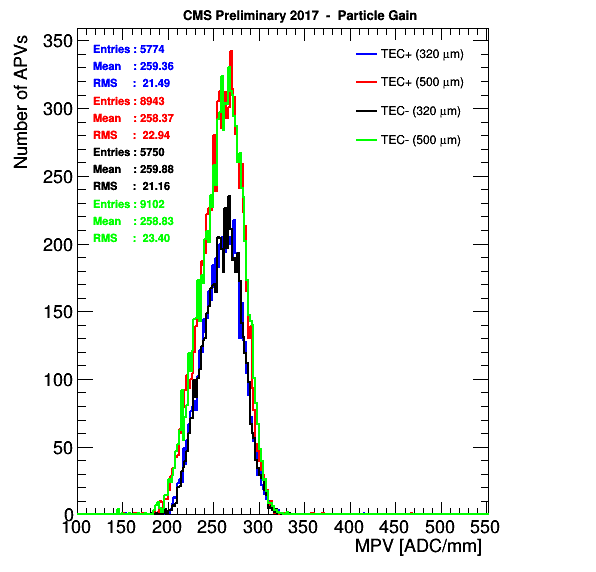 CMS Preliminary 2017 - Particle Gain
Number of APVs
Entries : 5774
Mean : 259.36
RMS : 21.49
Entries : 8943
Mean : 258.37
RMS : 22.94
Entries : 5750
Mean : 259.88
RMS : 21.16
Entries : 9102
Mean : 258.83
RMS : 23.40
TEC+ (320 μm)
TEC+ (500 μm)
TEC- (320 μm)
TEC- (500 μm)
350
300
250
200
150
100
50
0
100 150 200 250 300 350 400 450 500 550
MPV [ADC/mm]